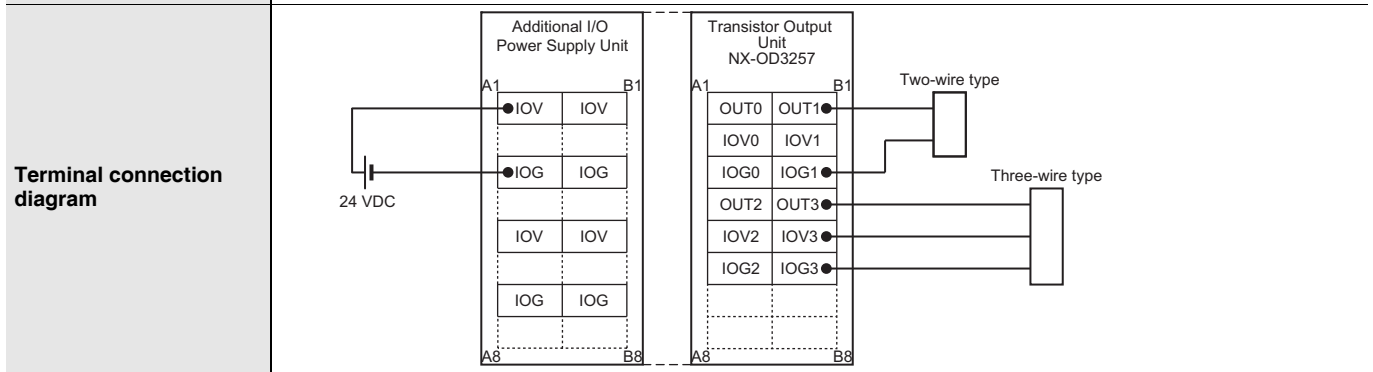 Terminal connection
diagram
24 VDC
Additional I/O
Power Supply Unit
A1 B1
IOV IOV
IOG IOG
IOV IOV
IOG IOG
A8 B8
Transistor Output
Unit
NX-OD3257
A1 B1
OUT0 OUT1
IOV0 IOV1
IOG0 IOG1
OUT2 OUT3
IOV2 IOV3
IOG2 IOG3
A8 B8
Two-wire type
Three-wire type